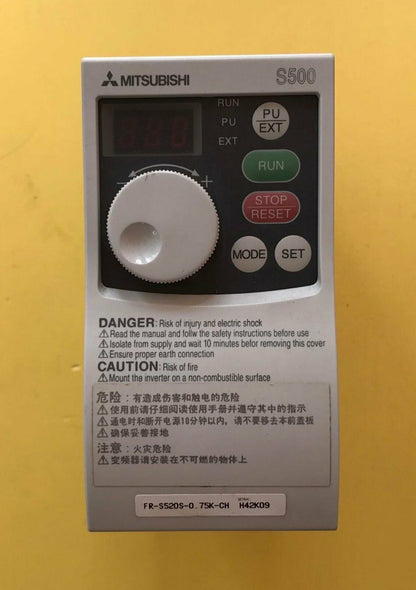 MITSUBISHI S500
RUN
PU
EXT
PU
EXT
RUN
STOP
RESET
MODE SET
− +
DANGER: Risk of injury and electric shock
Read the manual and follw the safety instructions before use
Isolate from supply and wait 10 minutes befor removing this cover
Ensure proper earth connection
CAUTION: Risk of fire
Mount the inverter on a non-combustible surface
危险:有造成伤害和触电的危险
使用前请仔细阅读使用手册并遵守其中的指示
通电时和断开电源10分钟以内,请不要移去本前盖板
确保妥善接地
注意:火灾危险
变频器请安装在不可燃的物体上
FR-S520S-0.75K-CH H42K09